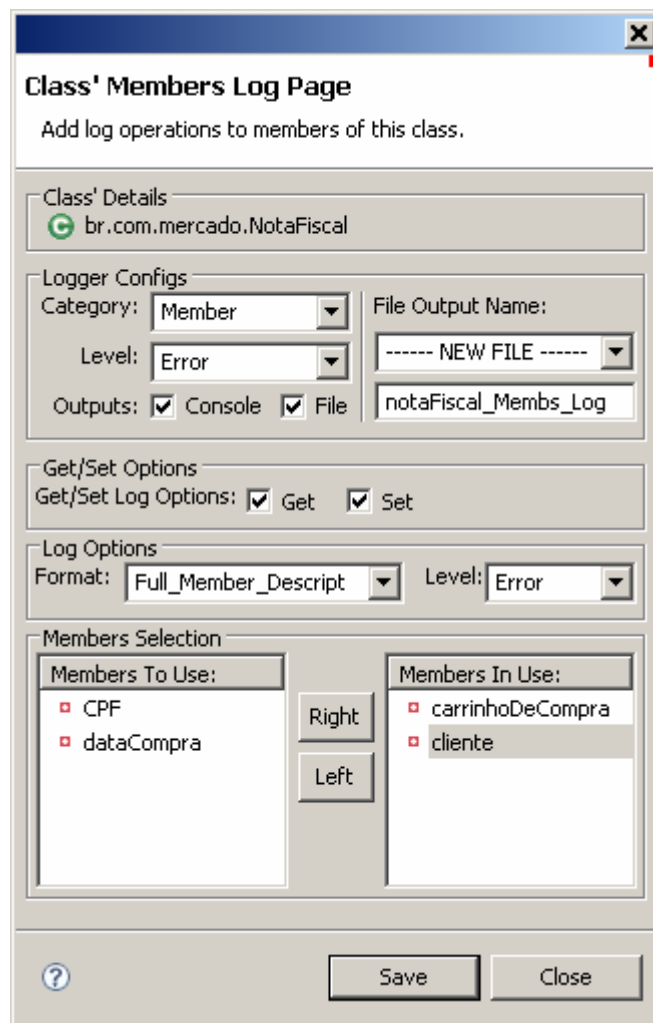 Class' Members Log Page
Add log operations to members of this class.
Class' Details
br.com.mercado.NotaFiscal
Logger Configs
Category: Member
File Output Name:
Level: Error
------ NEW FILE ------
Outputs: Console File
notaFiscal_Membs_Log
Get/Set Options
Get/Set Log Options: Get Set
Log Options
Format: Full_Member_Descript Level: Error
Members Selection
Members To Use:
CPF
dataCompra
Right
Left
Members In Use:
carrinhoDeCompra
cliente
Save Close